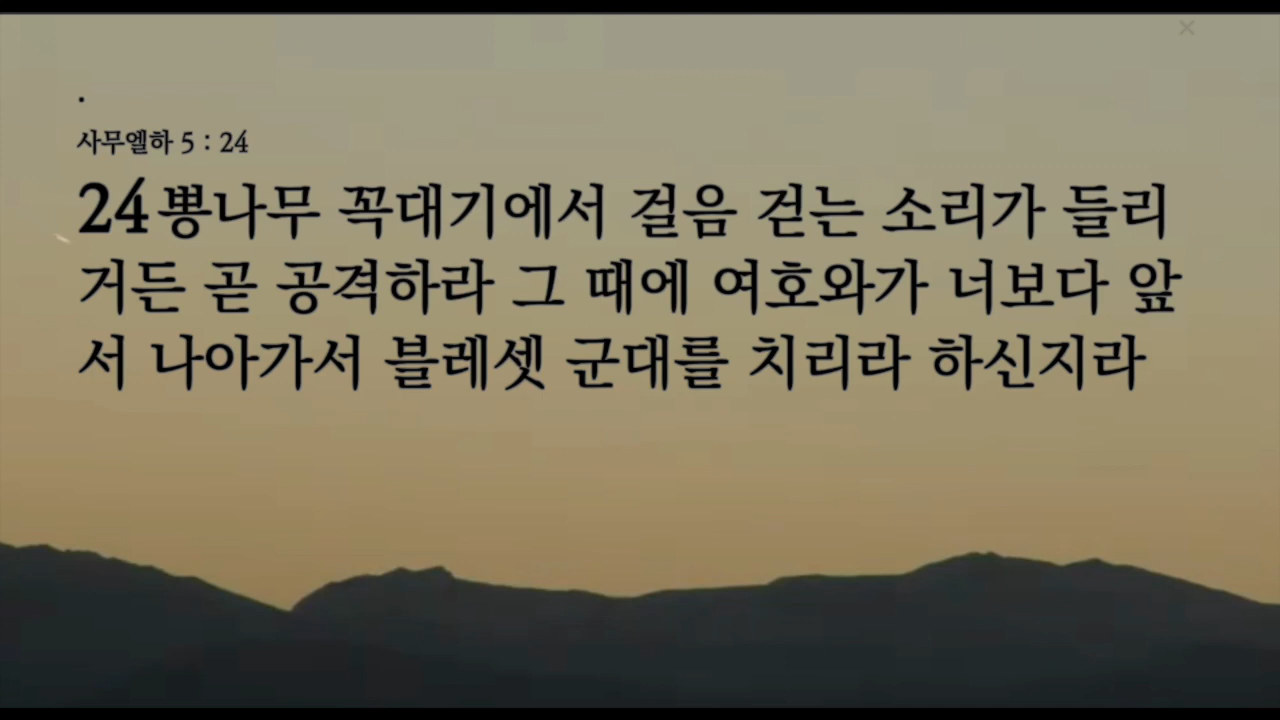 .
사무엘하 5 : 24
24 뽕나무 꼭대기에서 걸음 걷는 소리가 들리
거든 곧 공격하라 그 때에 여호와가 너보다 앞
서 나아가서 블레셋 군대를 치리라 하신지라